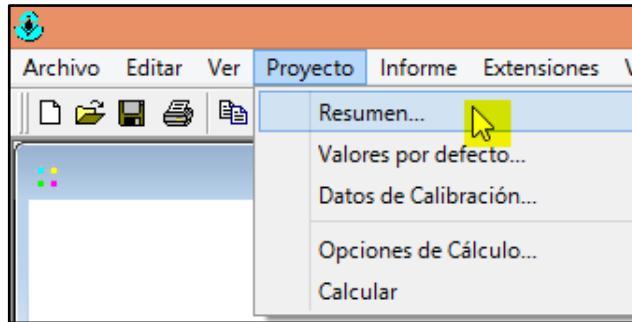 Archivo Editar Ver Proyecto Informe Extensiones V
Resumen...
Valores por defecto...
Datos de Calibración...
Opciones de Cálculo...
Calcular